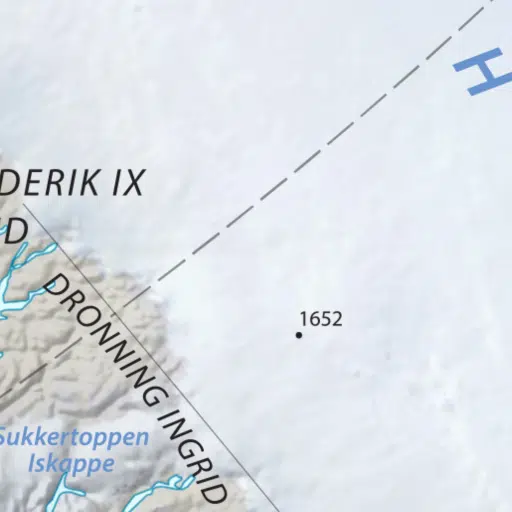 H
DERIK IX
D
DRONNING INGRID
1652
Sukkertoppen
Iskappe